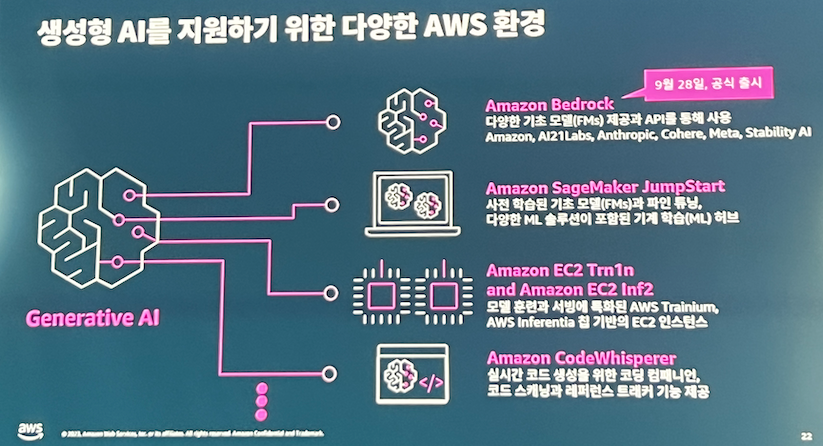 생성형 AI를 지원하기 위한 다양한 AWS 환경
9월 28일, 공식 출시
Amazon Bedrock
다양한 기초 모델(FMs) 제공과 API를 통해 사용
Amazon, AI21Labs, Anthropic, Cohere, Meta, Stability AI
Amazon SageMaker JumpStart
사전 학습된 기초 모델(FMs)과 파인 튜닝,
다양한 ML 솔루션이 포함된 기계 학습(ML) 허브
Generative AI
Amazon EC2 Trn1n
and Amazon EC2 Inf2
모델 훈련과 서빙에 특화된 AWS Trainium,
AWS Inferentia 칩 기반의 EC2 인스턴스
Amazon CodeWhisperer
실시간 코드 생성을 위한 코딩 컴패니언,
코드 스캐닝과 레퍼런스 트래커 기능 제공
</>
aws
© 2023, Amazon Web Services, Inc. or its affiliates. All rights reserved. Amazon Confidential and Trademark.
22